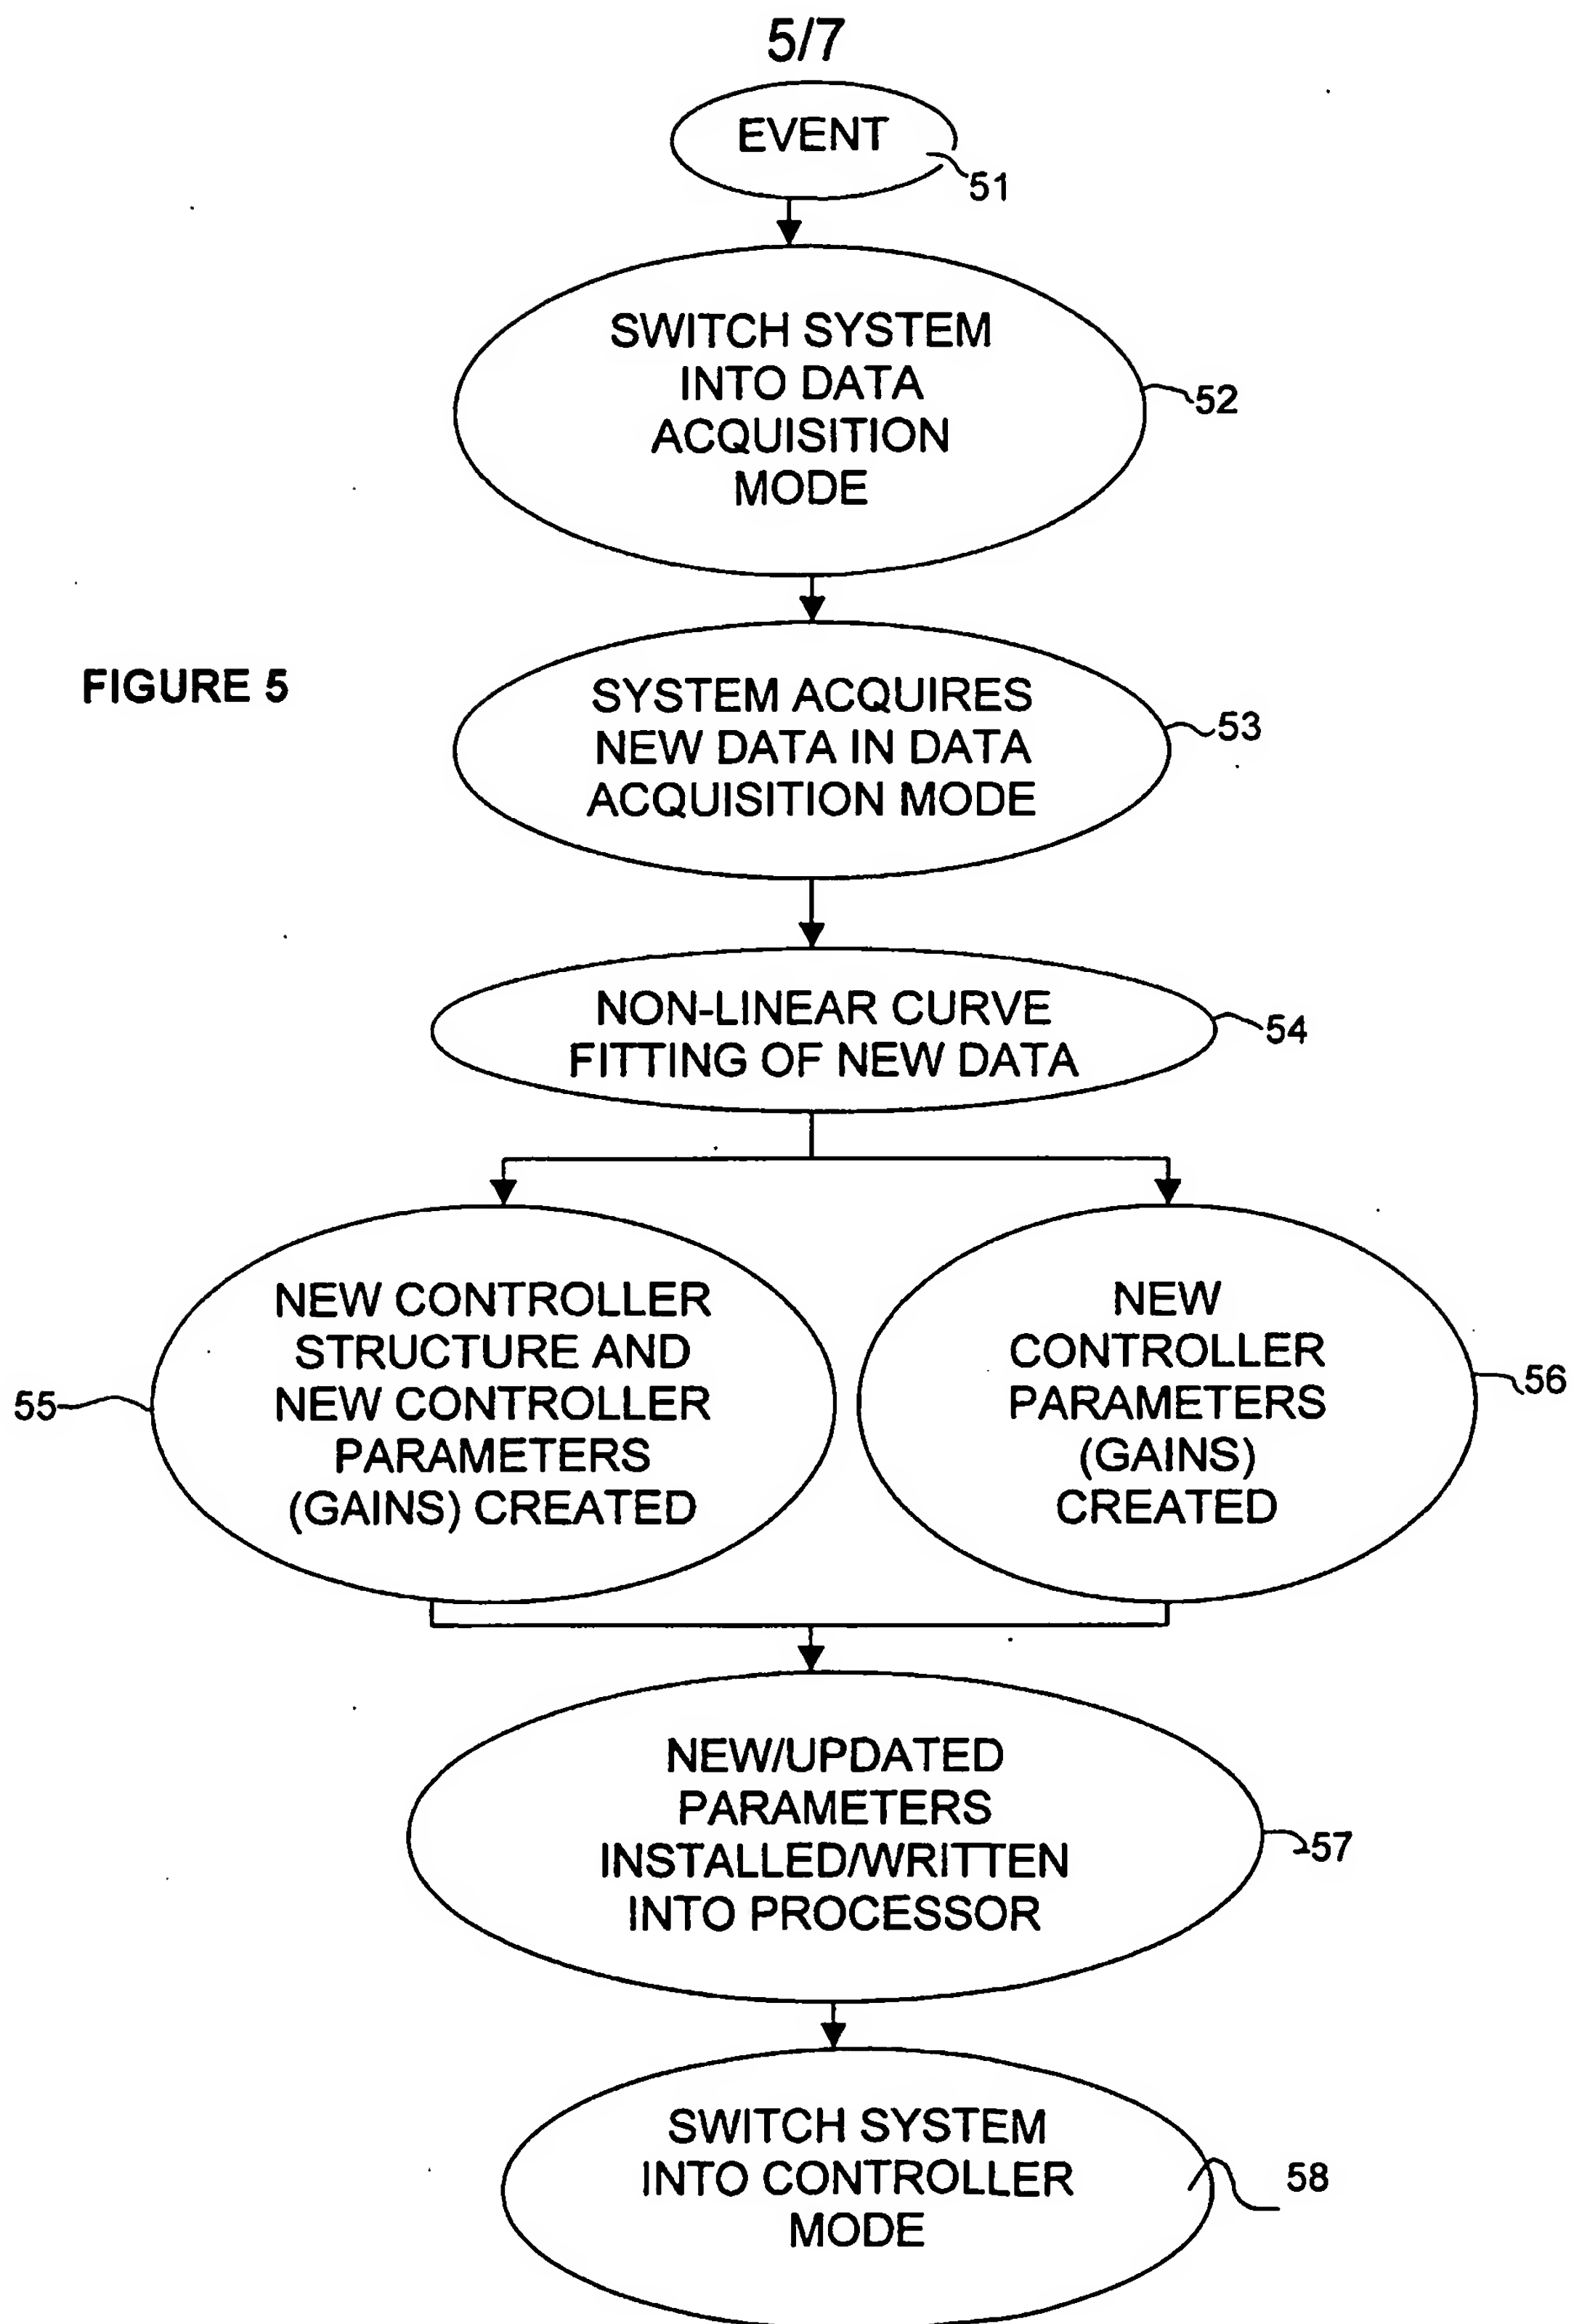 5/7
EVENT
51
SWITCH SYSTEM
INTO DATA
ACQUISITION
MODE
52
FIGURE 5
SYSTEM ACQUIRES
NEW DATA IN DATA
ACQUISITION MODE
53
NON-LINEAR CURVE
FITTING OF NEW DATA
54
55
NEW CONTROLLER
STRUCTURE AND
NEW CONTROLLER
PARAMETERS
(GAINS) CREATED
NEW
CONTROLLER
PARAMETERS
(GAINS)
CREATED
56
NEW/UPDATED
PARAMETERS
INSTALLED/WRITTEN
INTO PROCESSOR
57
SWITCH SYSTEM
INTO CONTROLLER
MODE
58